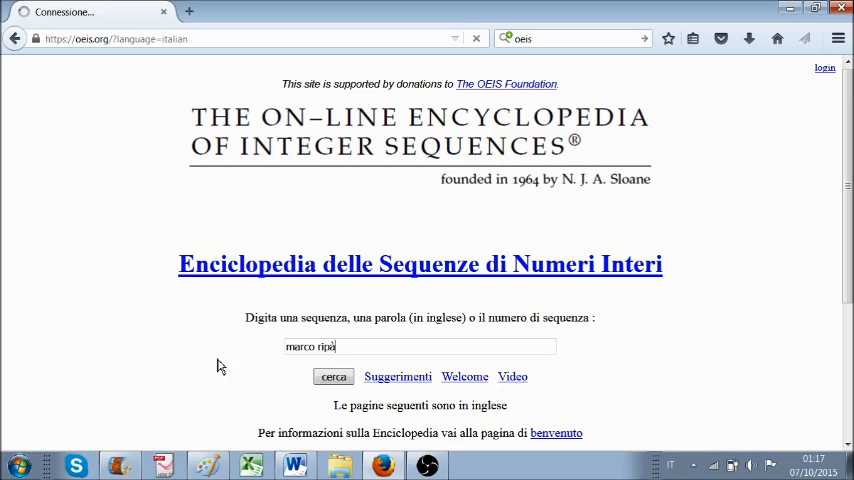 Connessione...
https://oeis.org/?language=italian
oeis
login
This site is supported by donations to The OEIS Foundation.
THE ON-LINE ENCYCLOPEDIA
OF INTEGER SEQUENCES®
founded in 1964 by N. J. A. Sloane
Enciclopedia delle Sequenze di Numeri Interi
Digita una sequenza, una parola (in inglese) o il numero di sequenza :
marco ripà
cerca Suggerimenti Welcome Video
Le pagine seguenti sono in inglese
Per informazioni sulla Enciclopedia vai alla pagina di benvenuto
IT
01:17
07/10/2015